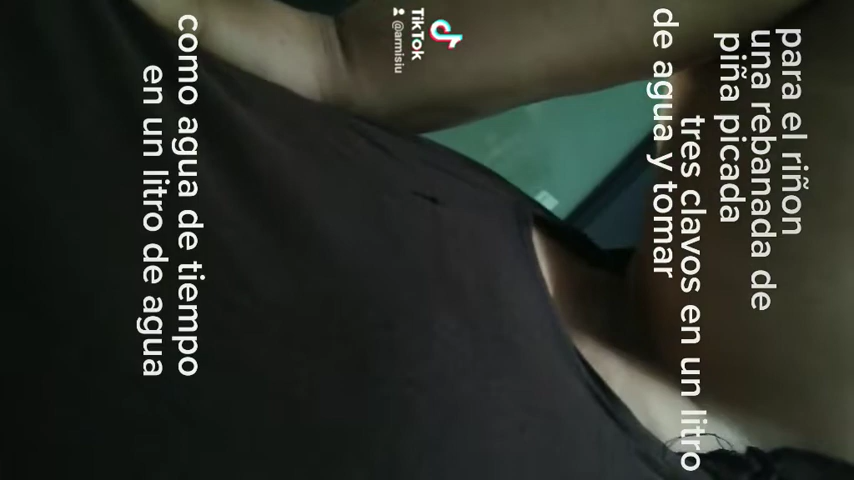 TikTok
@armisiu
para el riñon
una rebanada de
piña picada
tres clavos en un litro
de agua y tomar
como agua de tiempo
en un litro de agua